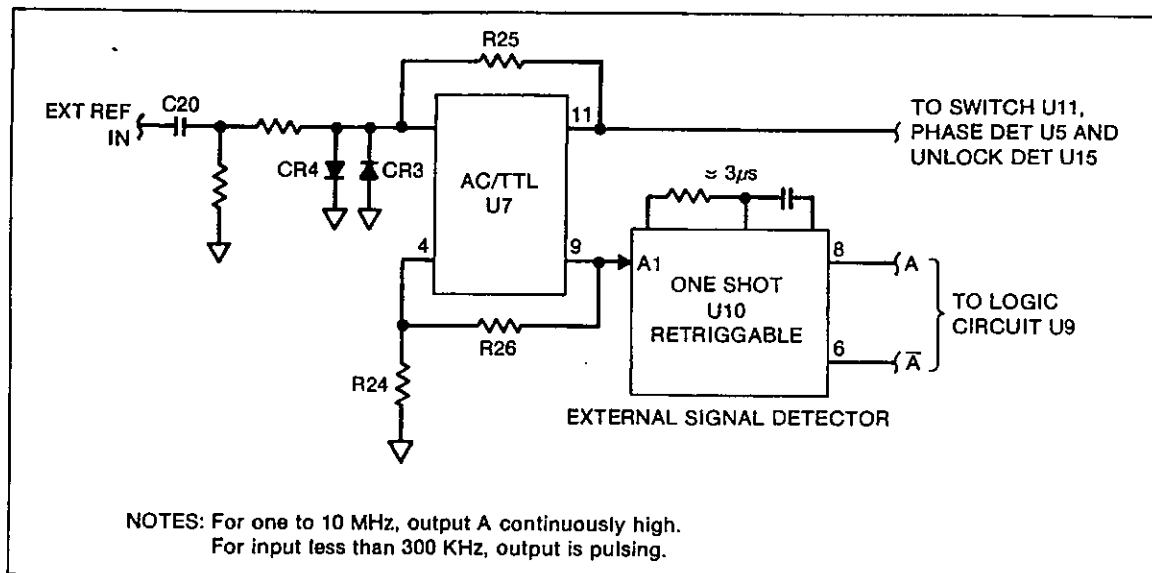 R25
EXT REF
IN
C20
11
TO SWITCH U11,
PHASE DET U5 AND
UNLOCK DET U15
CR4
CR3
AC/TTL
U7
≈ 3µs
4
9
A1
ONE SHOT
U10
RETRIGGABLE
8
A
6
A̅
TO LOGIC
CIRCUIT U9
R26
R24
EXTERNAL SIGNAL DETECTOR
NOTES: For one to 10 MHz, output A continuously high.
For input less than 300 KHz, output is pulsing.